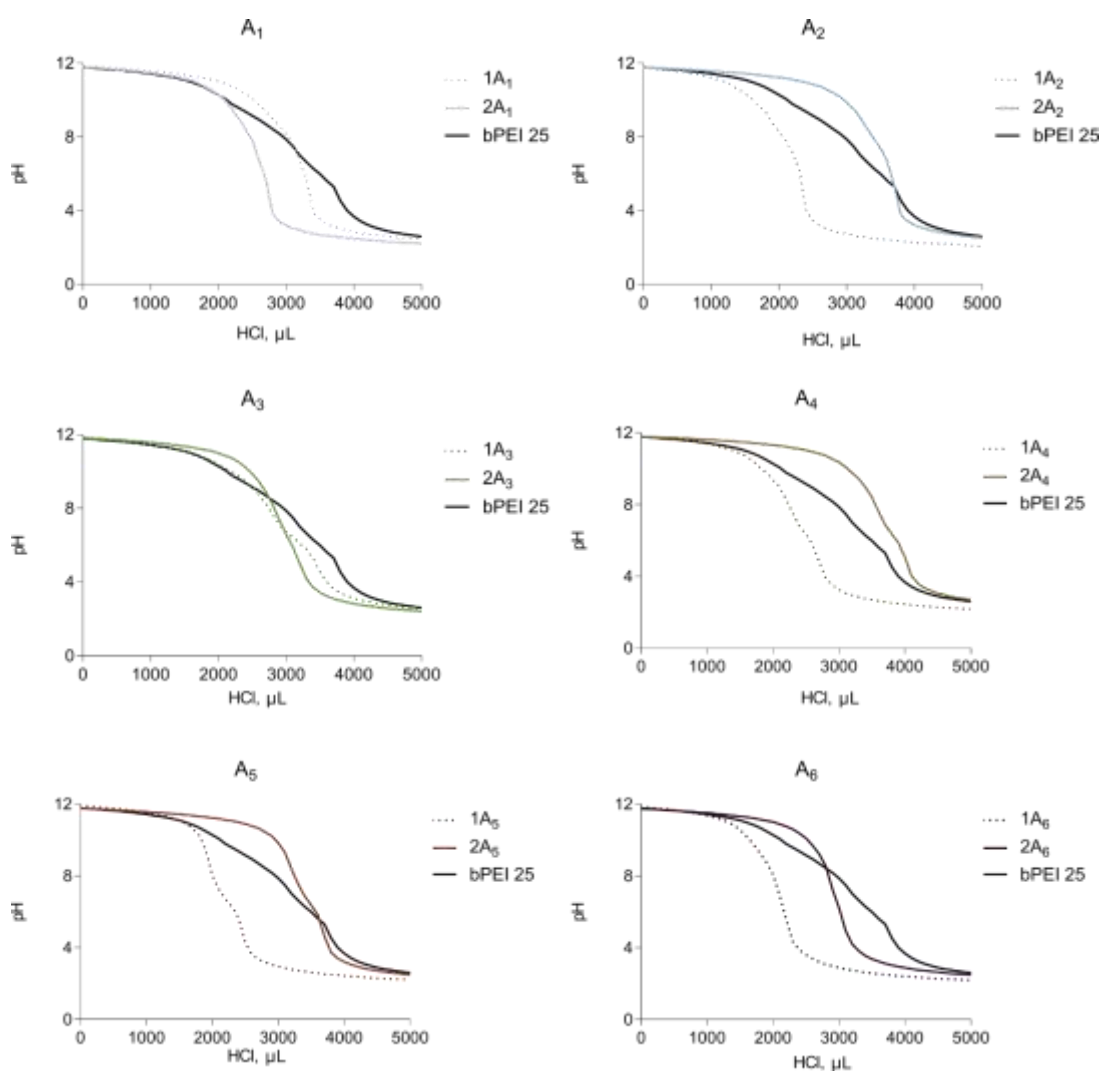 A₁
12
8
4
0
pH
0 1000 2000 3000 4000 5000
HCl, µL
1A₁
2A₁
bPEI 25
A₂
12
8
4
0
pH
0 1000 2000 3000 4000 5000
HCl, µL
1A₂
2A₂
bPEI 25
A₃
12
8
4
0
pH
0 1000 2000 3000 4000 5000
HCl, µL
1A₃
2A₃
bPEI 25
A₄
12
8
4
0
pH
0 1000 2000 3000 4000 5000
HCl, µL
1A₄
2A₄
bPEI 25
A₅
12
8
4
0
pH
0 1000 2000 3000 4000 5000
HCl, µL
1A₅
2A₅
bPEI 25
A₆
12
8
4
0
pH
0 1000 2000 3000 4000 5000
HCl, µL
1A₆
2A₆
bPEI 25